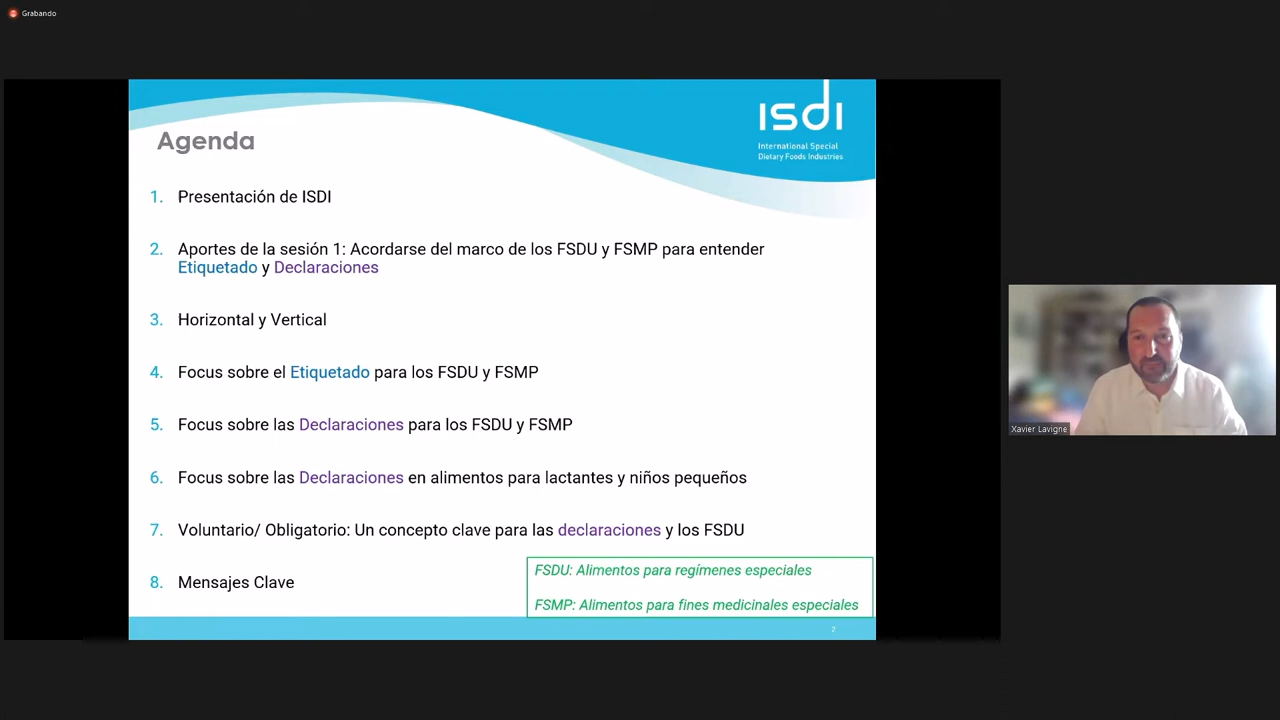 Grabando
Agenda
isdi
International Special
Dietary Foods Industries
1. Presentación de ISDI
2. Aportes de la sesión 1: Acordarse del marco de los FSDU y FSMP para entender
Etiquetado y Declaraciones
3. Horizontal y Vertical
4. Focus sobre el Etiquetado para los FSDU y FSMP
5. Focus sobre las Declaraciones para los FSDU y FSMP
6. Focus sobre las Declaraciones en alimentos para lactantes y niños pequeños
7. Voluntario/ Obligatorio: Un concepto clave para las declaraciones y los FSDU
8. Mensajes Clave
FSDU: Alimentos para regímenes especiales
FSMP: Alimentos para fines medicinales especiales
2
Xavier Lavigne